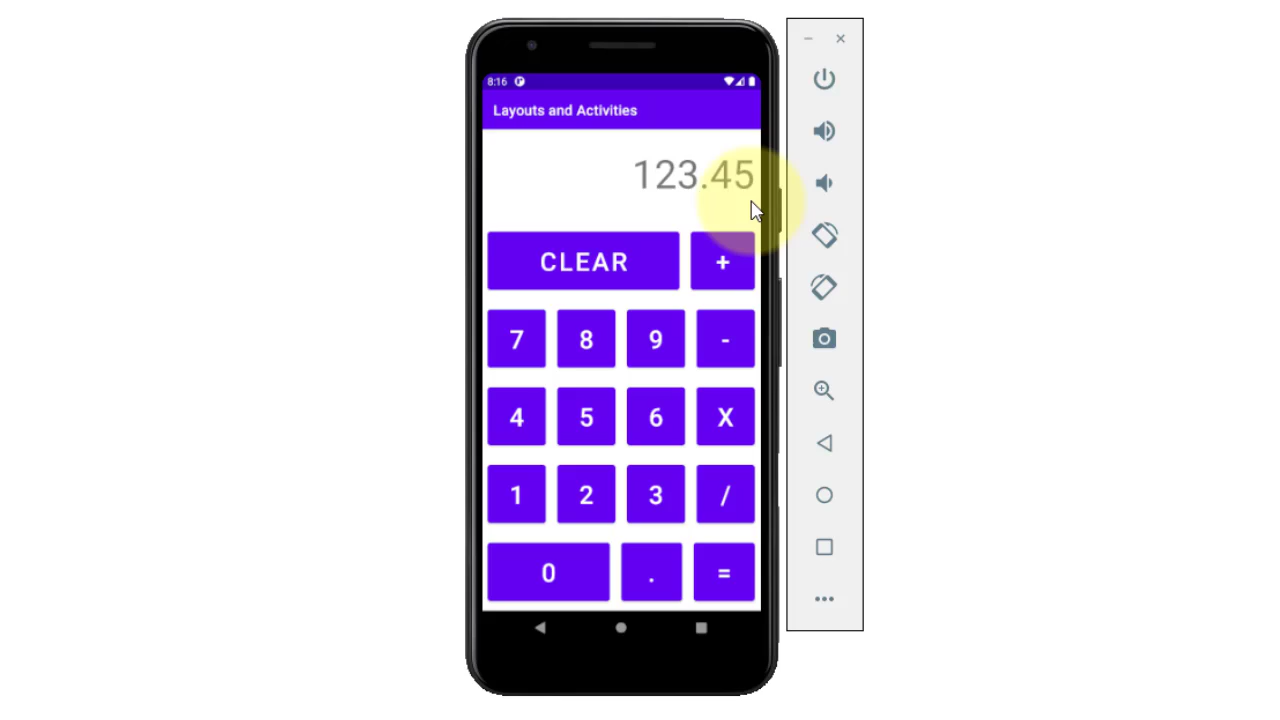 8:16
Layouts and Activities
123.45
CLEAR +
7 8 9 -
4 5 6 X
1 2 3 /
0 . =